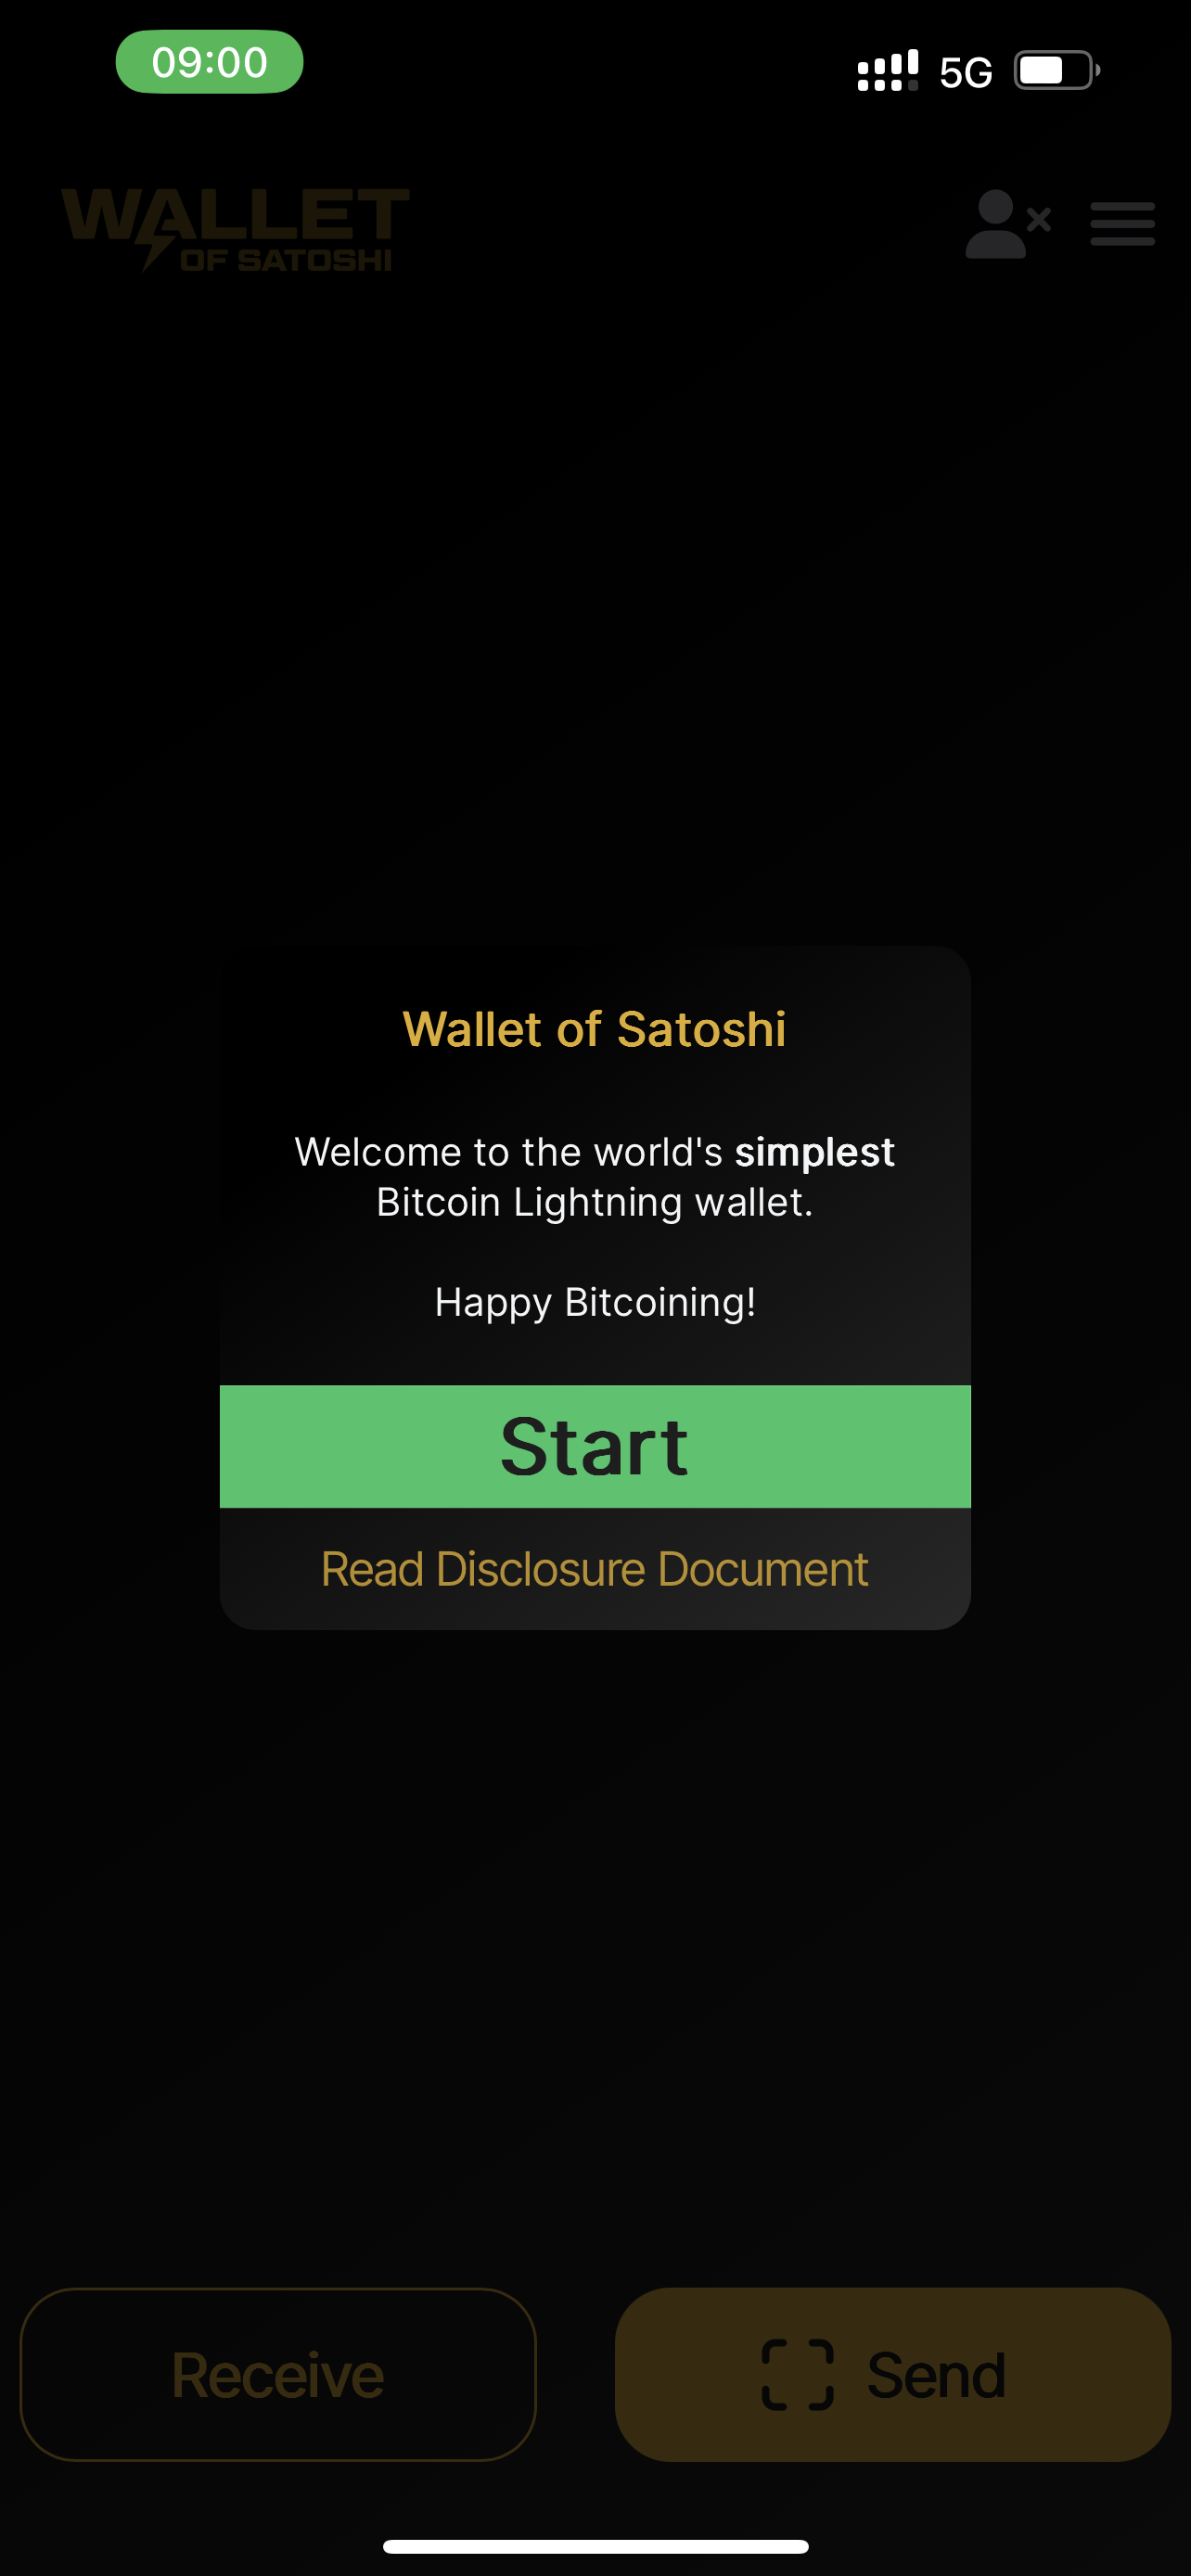 09:00
5G
WALLET
OF SATOSHI
Wallet of Satoshi
Welcome to the world's simplest
Bitcoin Lightning wallet.
Happy Bitcoining!
Start
Read Disclosure Document
Receive
Send